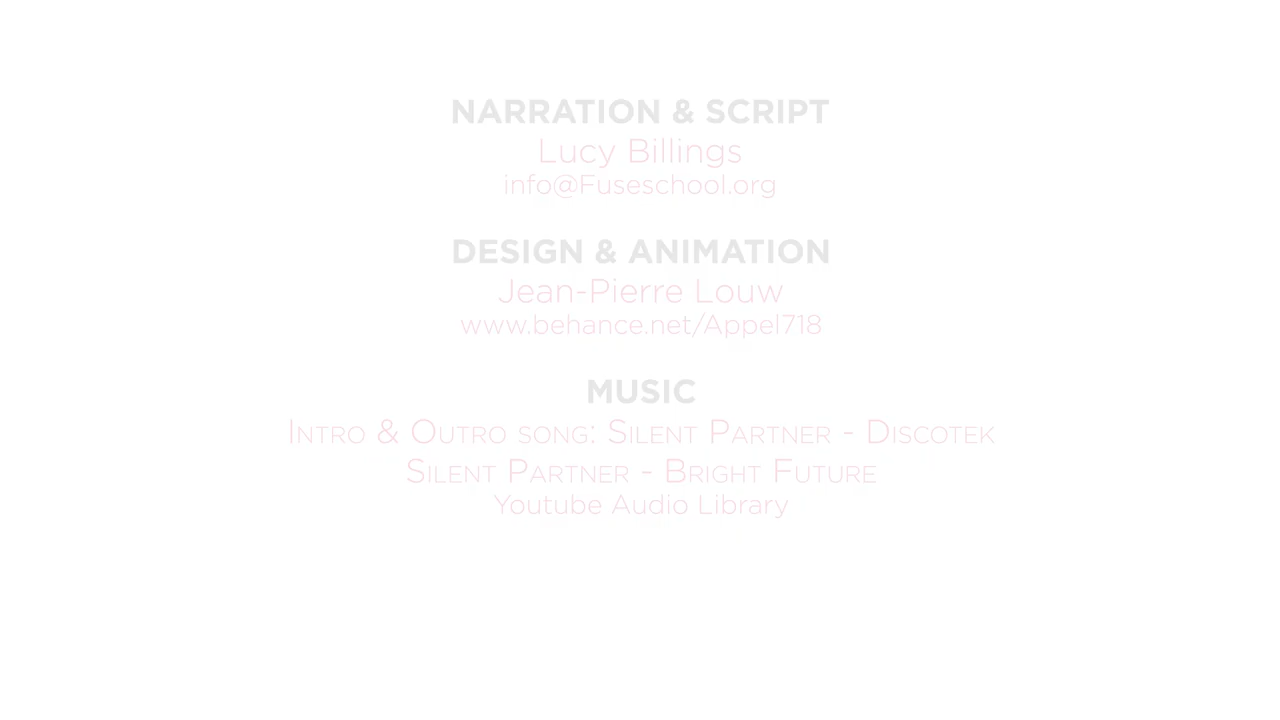 NARRATION & SCRIPT
Lucy Billings
info@Fuseschool.org
DESIGN & ANIMATION
Jean-Pierre Louw
www.behance.net/Appel718
MUSIC
Intro & Outro song: Silent Partner - Discotek
Silent Partner - Bright Future
Youtube Audio Library